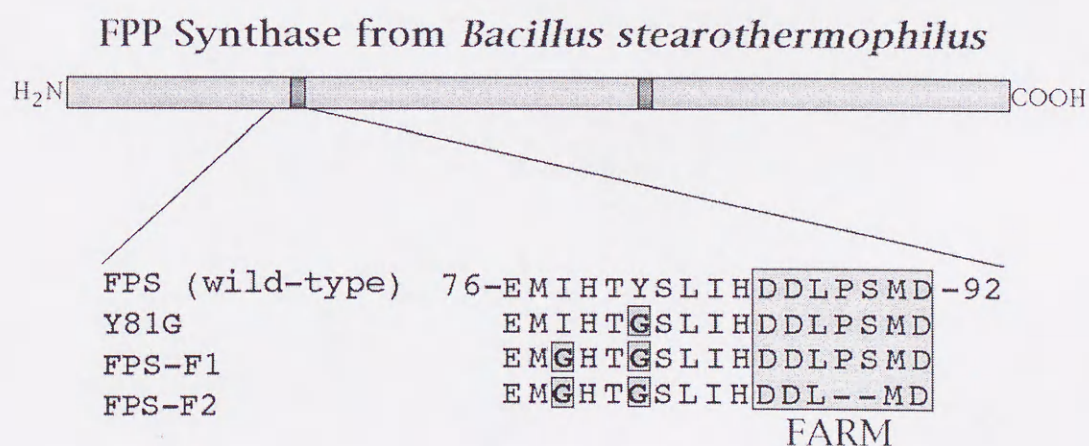 FPP Synthase from Bacillus stearothermophilus
H₂N COOH
FPS (wild-type) 76-EMIHTYSLIHDDLPSMD-92
Y81G EMIHTGSLIHDDLPSMD
FPS-F1 EMGHTGSLIHDDLPSMD
FPS-F2 EMGHTGSLIHDDL--MD
FARM